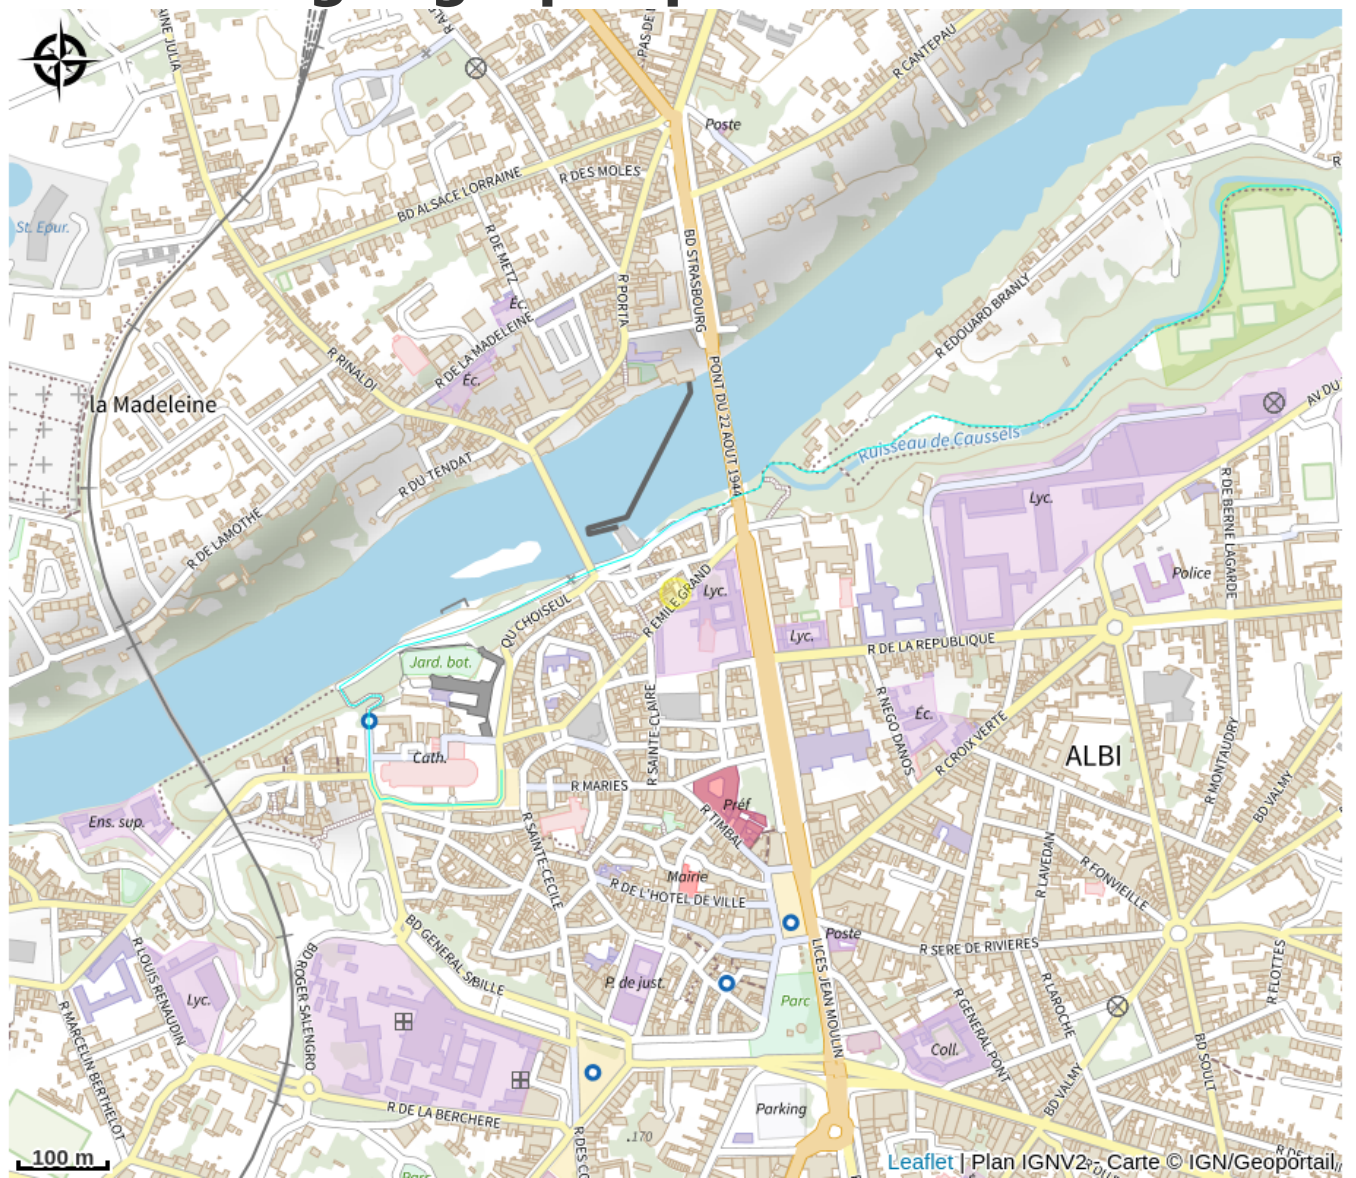 PAS DE
R CANTEPAU
Poste
R DES MOLES
BD ALSACE LORRAINE
St. Epur.
R DE METZ
R PORTA
BD STRASBOURG
R EDOUARD BRANLY
Éc.
R DE LA MADELEINE
R RINALDI
Éc.
la Madeleine
PONT DU 22 AOUT 1944
AV DU
Ruisseau de Caussels
R DU TENDAT
Lyc.
R DE BERNE LAGARDE
R DE LAMOTHE
Police
Lyc.
R EMILE GRAND
QU CHOISEUL
Lyc.
R DE LA REPUBLIQUE
Jard. bot.
R SAINTE-CLAIRE
R NEGO DANOS
Éc.
R CROIX VERTE
ALBI
Cath.
R MARIES
R MONTAUDRY
BD VALMY
Préf
R TIMBAL
Ens. sup.
R SAINTE-CECILE
Mairie
R DE L'HOTEL DE VILLE
R LAVEDAN
R FONVIEILLE
BD GENERAL SIBILLE
Poste
R SERE DE RIVIERES
R LOUIS RENAUDIN
BD ROGER SALENGRO
LICES JEAN MOULIN
P. de just.
R FLOTTES
Lyc.
Parc
R LAROCHE
R MARCELIN BERTHELOT
R GENERAL PONT
Coll.
BD SOULT
BD VALMY
R DE LA BERCHERE
Parking
.170
100 m
Leaflet | Plan IGNV2 - Carte © IGN/Geoportail